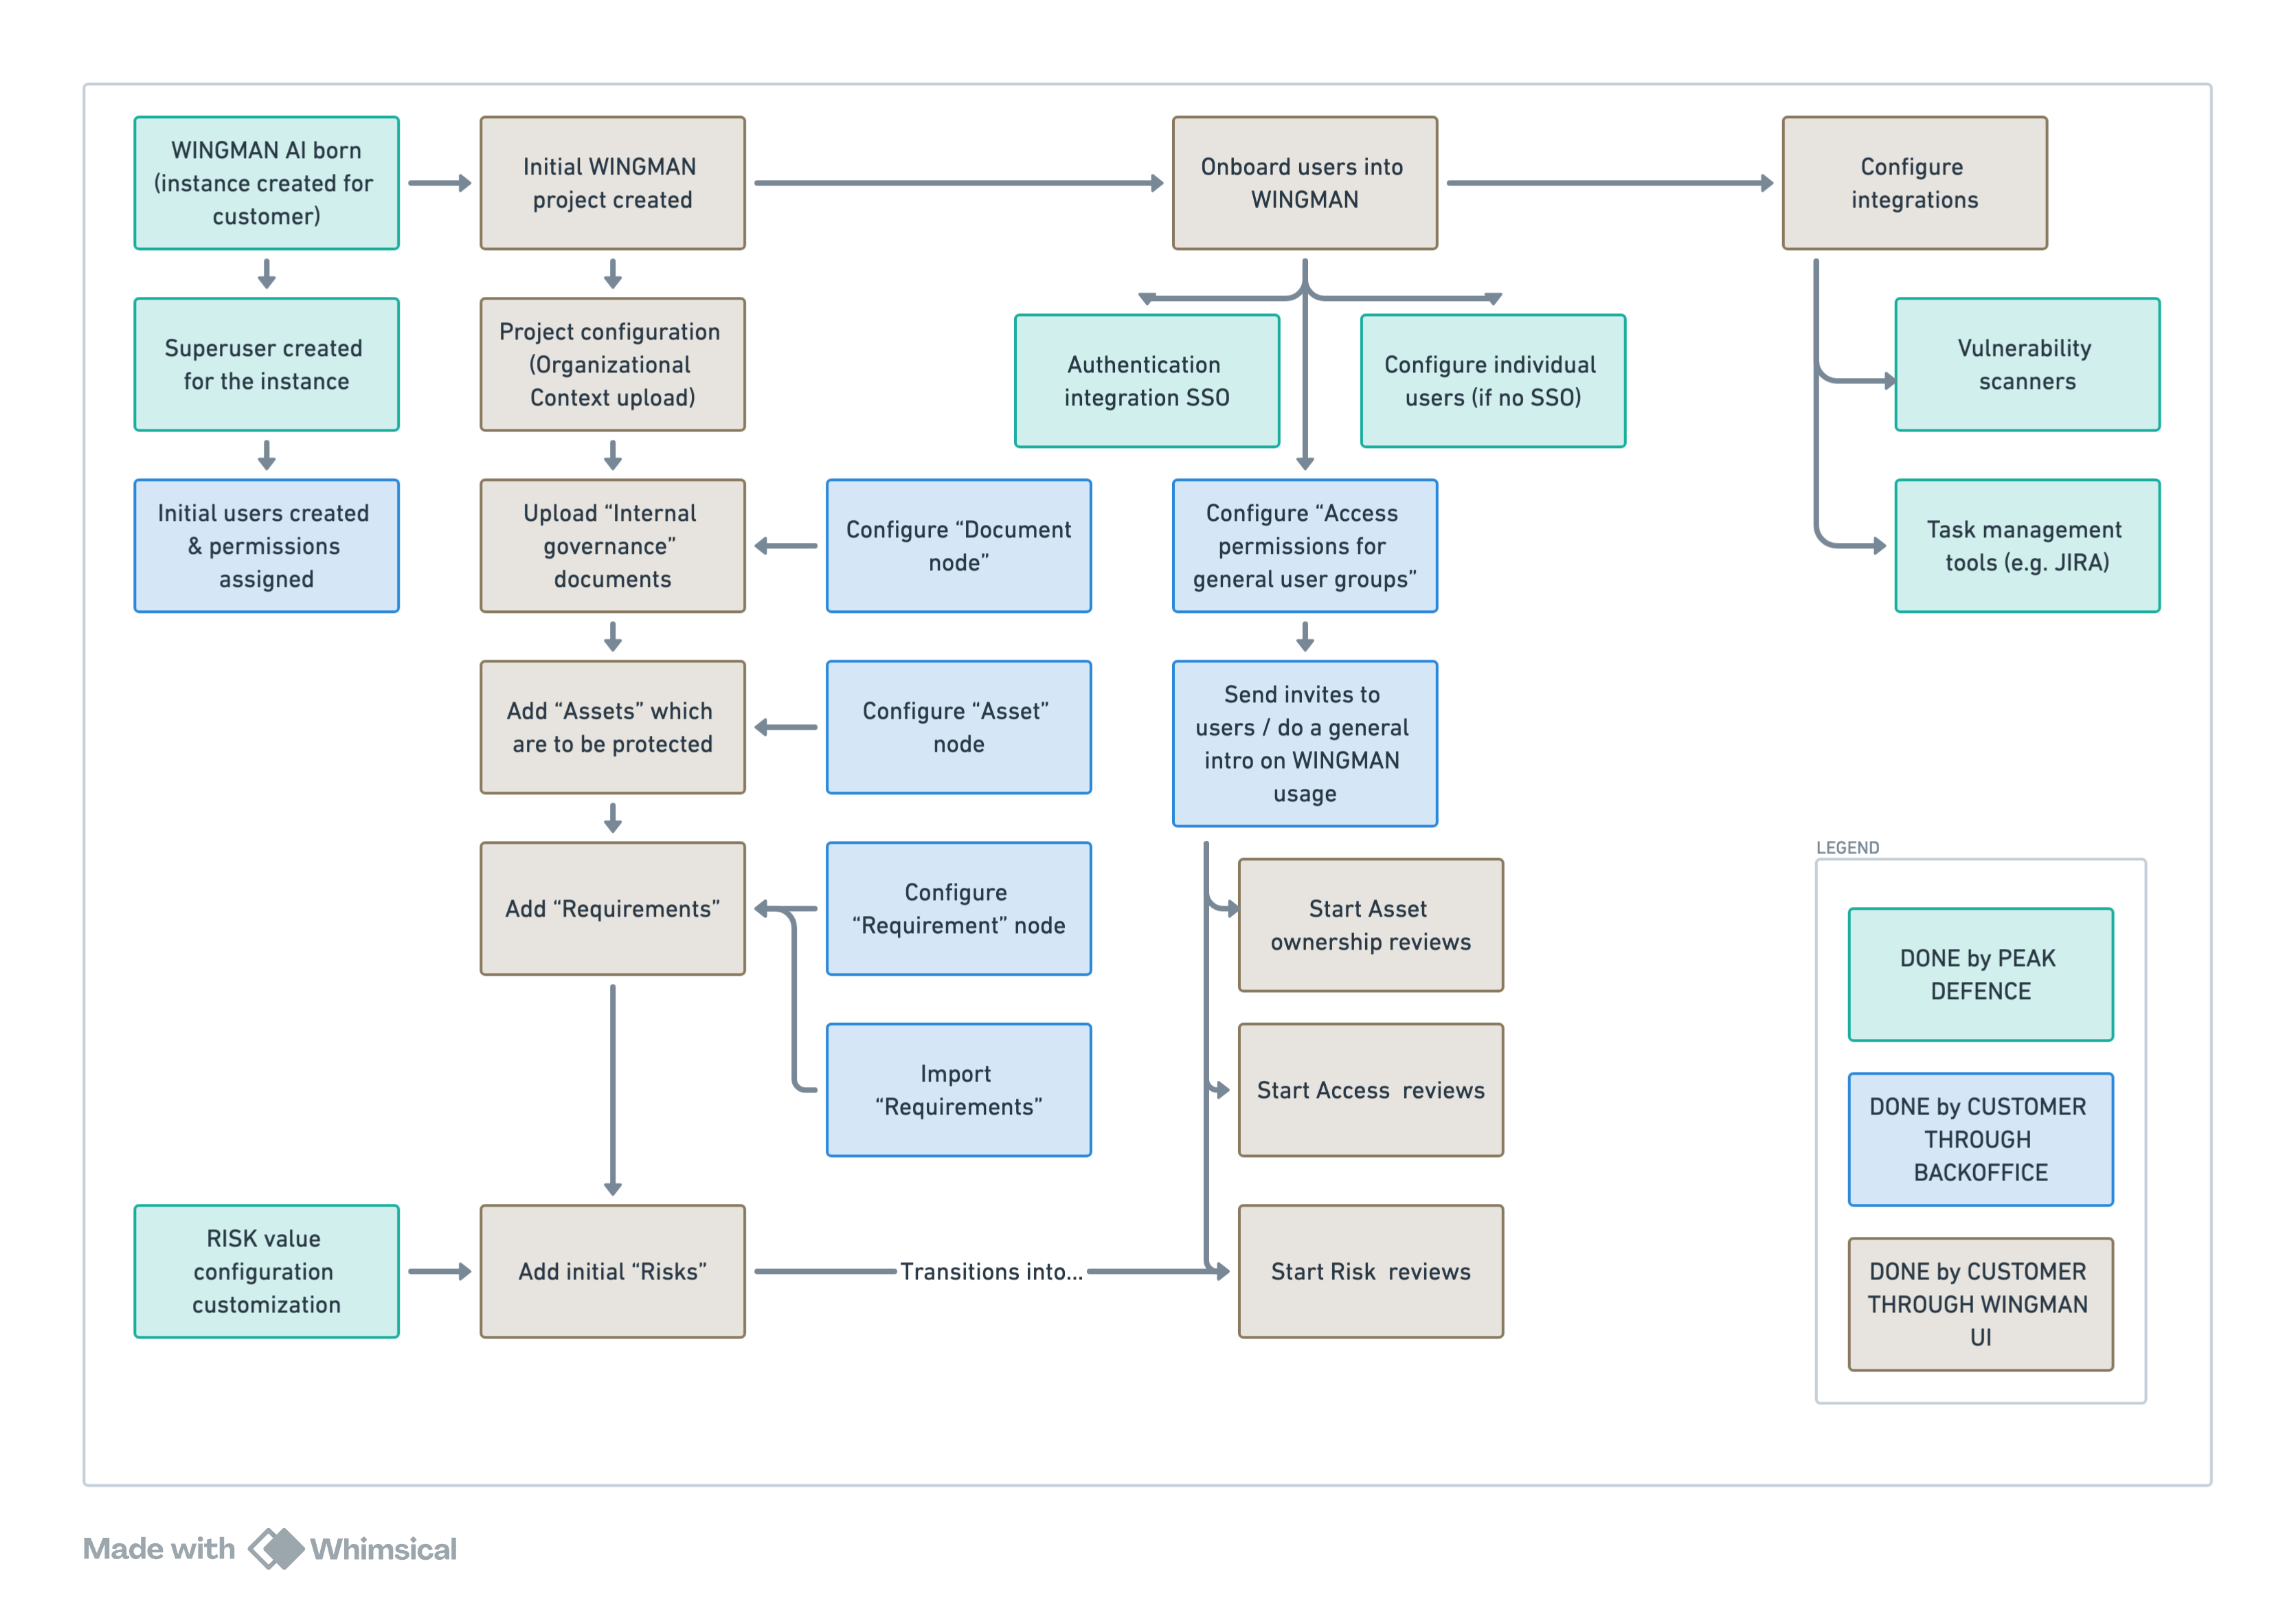 WINGMAN AI born
(instance created for
customer)
Initial WINGMAN
project created
Onboard users into
WINGMAN
Configure
integrations
Superuser created
for the instance
Project configuration
(Organizational
Context upload)
Authentication
integration SSO
Configure individual
users (if no SSO)
Vulnerability
scanners
Initial users created
& permissions
assigned
Upload “Internal
governance”
documents
Configure “Document
node”
Configure “Access
permissions for
general user groups”
Task management
tools (e.g. JIRA)
Add “Assets” which
are to be protected
Configure “Asset”
node
Send invites to
users / do a general
intro on WINGMAN
usage
Add “Requirements”
Configure
“Requirement” node
Start Asset
ownership reviews
Import
“Requirements”
Start Access  reviews
RISK value
configuration
customization
Add initial “Risks”
Transitions into...
Start Risk  reviews
LEGEND
DONE by PEAK
DEFENCE
DONE by CUSTOMER
THROUGH
BACKOFFICE
DONE by CUSTOMER
THROUGH WINGMAN
UI
Made with Whimsical